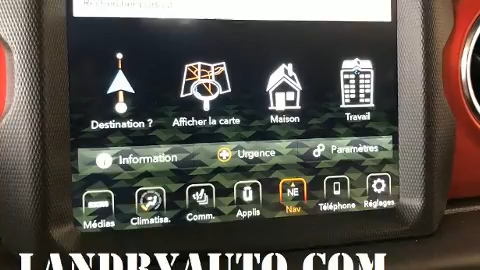 Destination ? Afficher la carte Maison Travail
Information Urgence Paramètres
NE
Médias Climatisa. Comm. Applis Nav Téléphone Réglages
LANDRYAUTO.COM